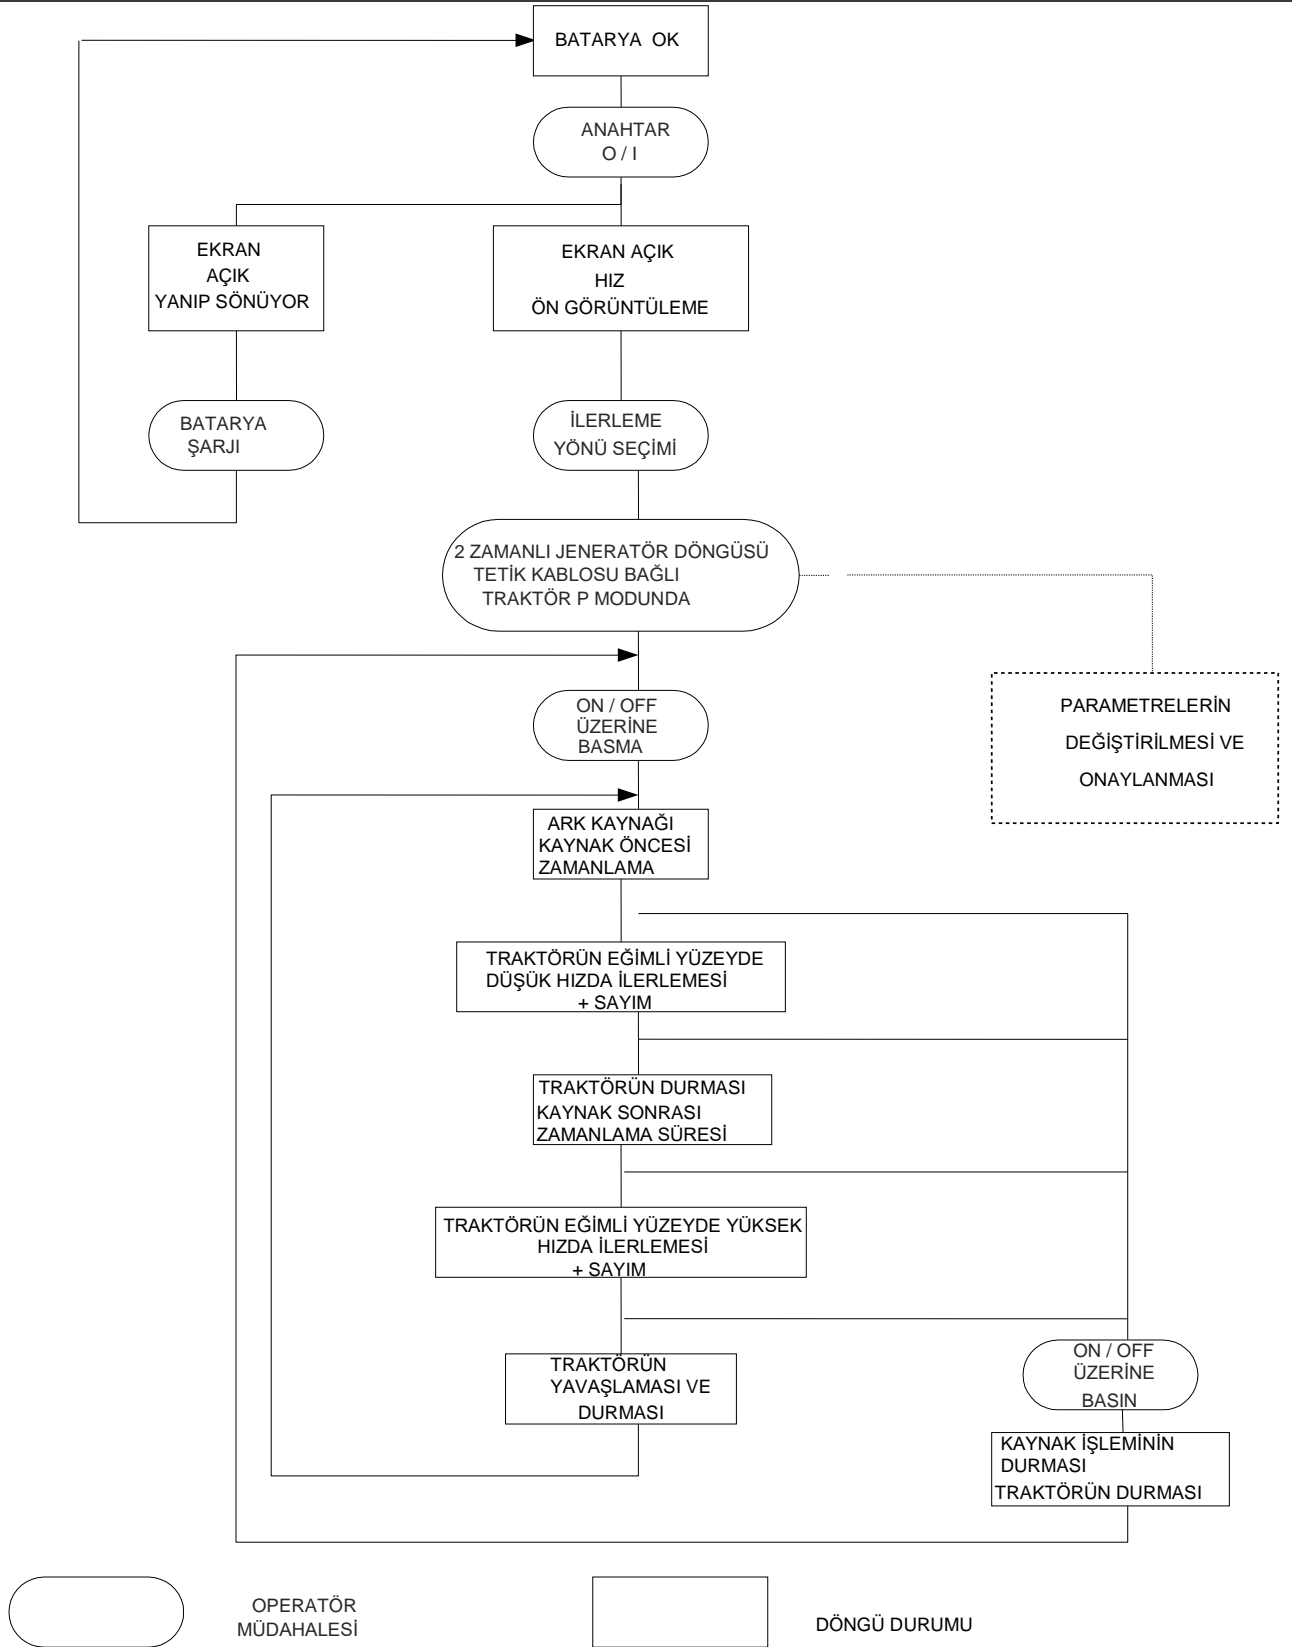 BATARYA OK
ANAHTAR
O / I
EKRAN
AÇIK
YANIP SÖNÜYOR
EKRAN AÇIK
HIZ
ÖN GÖRÜNTÜLEME
BATARYA
ŞARJI
İLERLEME
YÖNÜ SEÇİMİ
2 ZAMANLI JENERATÖR DÖNGÜSÜ
TETİK KABLOSU BAĞLI
TRAKTÖR P MODUNDA
ON / OFF
ÜZERİNE
BASMA
PARAMETRELERİN
DEĞİŞTİRİLMESİ VE
ONAYLANMASI
ARK KAYNAĞI
KAYNAK ÖNCESİ
ZAMANLAMA
TRAKTÖRÜN EĞİMLİ YÜZEYDE
DÜŞÜK HIZDA İLERLEMESİ
+ SAYIM
TRAKTÖRÜN DURMASI
KAYNAK SONRASI
ZAMANLAMA SÜRESİ
TRAKTÖRÜN EĞİMLİ YÜZEYDE YÜKSEK
HIZDA İLERLEMESİ
+ SAYIM
TRAKTÖRÜN
YAVAŞLAMASI VE
DURMASI
ON / OFF
ÜZERİNE
BASIN
KAYNAK İŞLEMİNİN
DURMASI
TRAKTÖRÜN DURMASI
OPERATÖR
MÜDAHALESİ
DÖNGÜ DURUMU